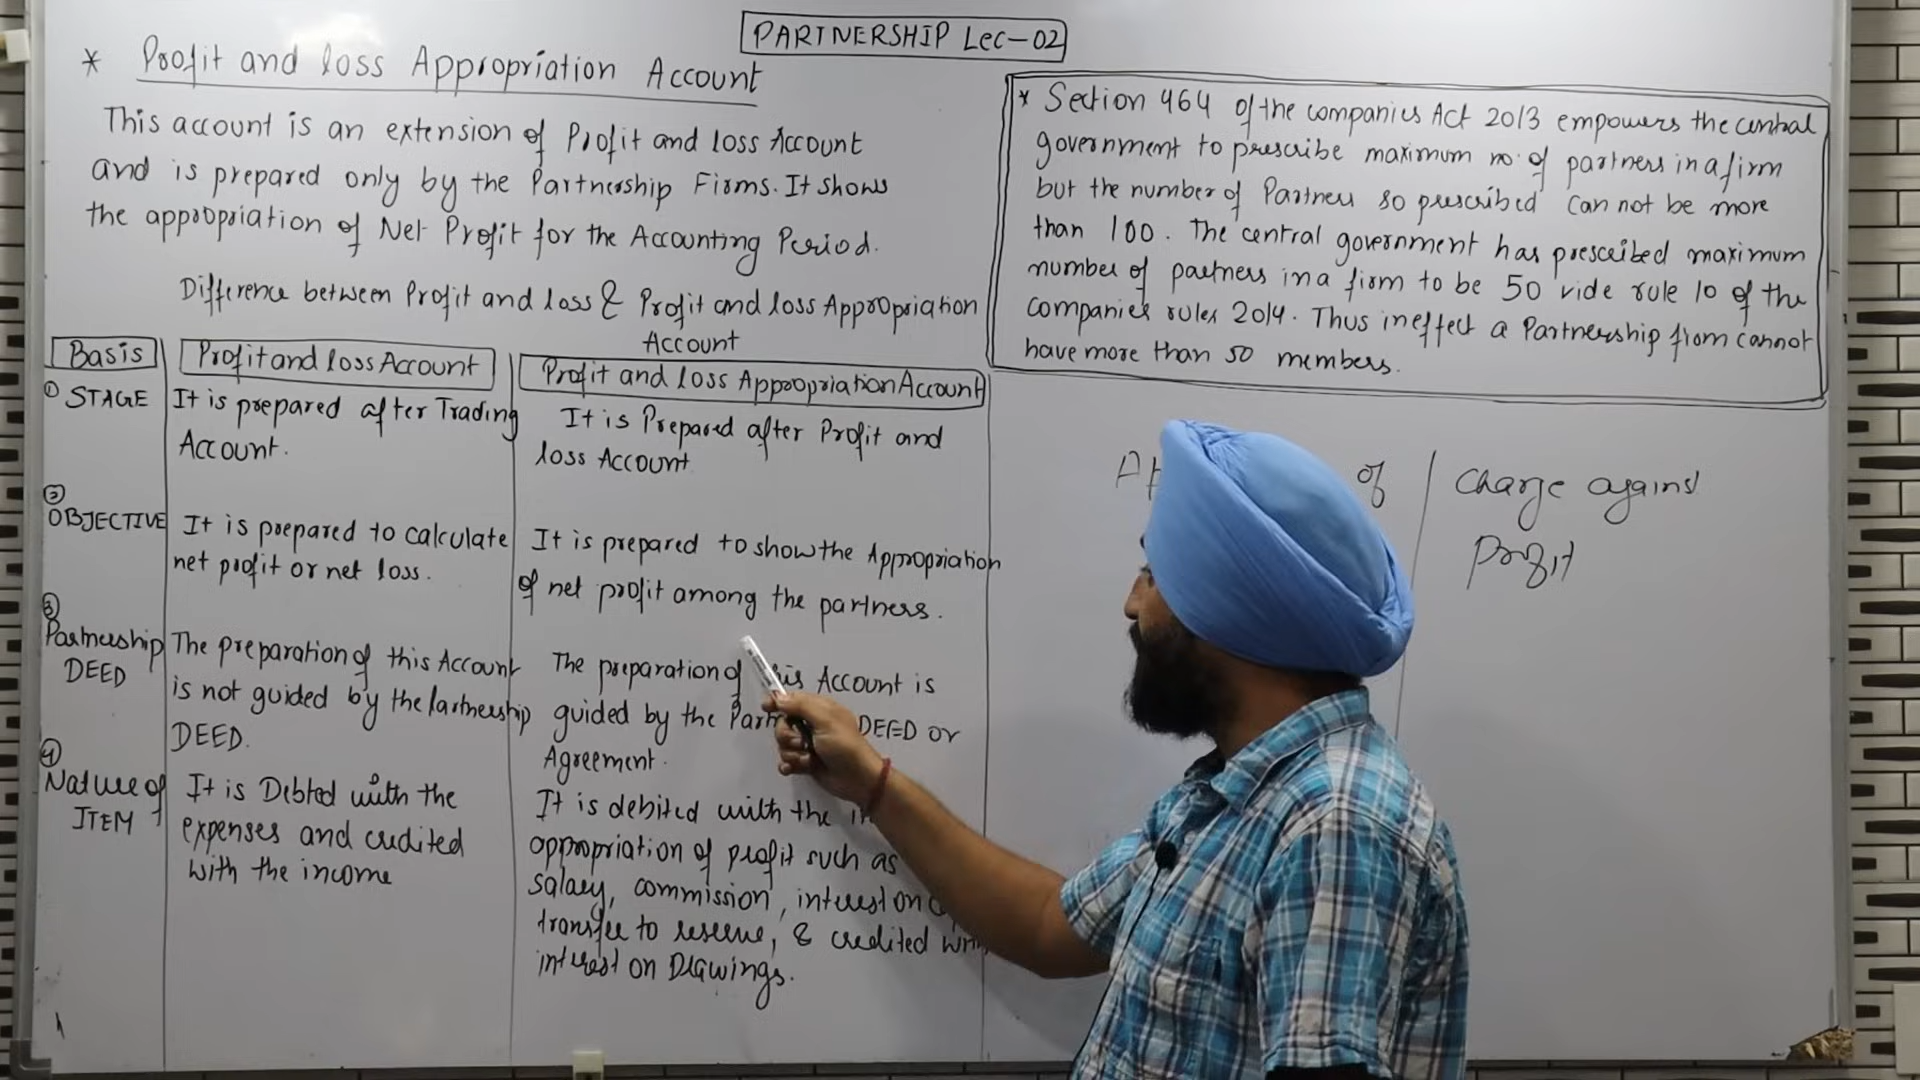 PARTNERSHIP Lec-02
* Profit and loss Appropriation Account
This account is an extension of Profit and loss Account
and is prepared only by the Partnership Firms. It shows
the appropriation of Net Profit for the Accounting Period.
* Section 464 of the companies Act 2013 empowers the central
government to prescribe maximum no. of partners in a firm
but the number of Partners so prescribed can not be more
than 100. The central government has prescribed maximum
number of partners in a firm to be 50 vide rule 10 of the
companies rules 2014. Thus in effect a Partnership firm cannot
have more than 50 members.
Difference between Profit and loss & Profit and loss Appropriation
Account
Basis
Profit and loss Account
Profit and loss Appropriation Account
① STAGE
It is prepared after Trading
Account.
It is Prepared after Profit and
loss Account
②
OBJECTIVE
It is prepared to calculate
net profit or net loss.
It is prepared to show the Appropriation
of net profit among the partners.
③
Partnership
DEED
The preparation of this Account
is not guided by the Partnership
DEED.
The preparation of this Account is
guided by the DEED or
Agreement.
④
Nature of
ITEM
It is Debted with the
expenses and credited
with the income
It is debited with the
appropriation of profit such as
salary, commission, interest on
transfer to reserve, & credited with
interest on Drawings.
of
Charge against
Profit